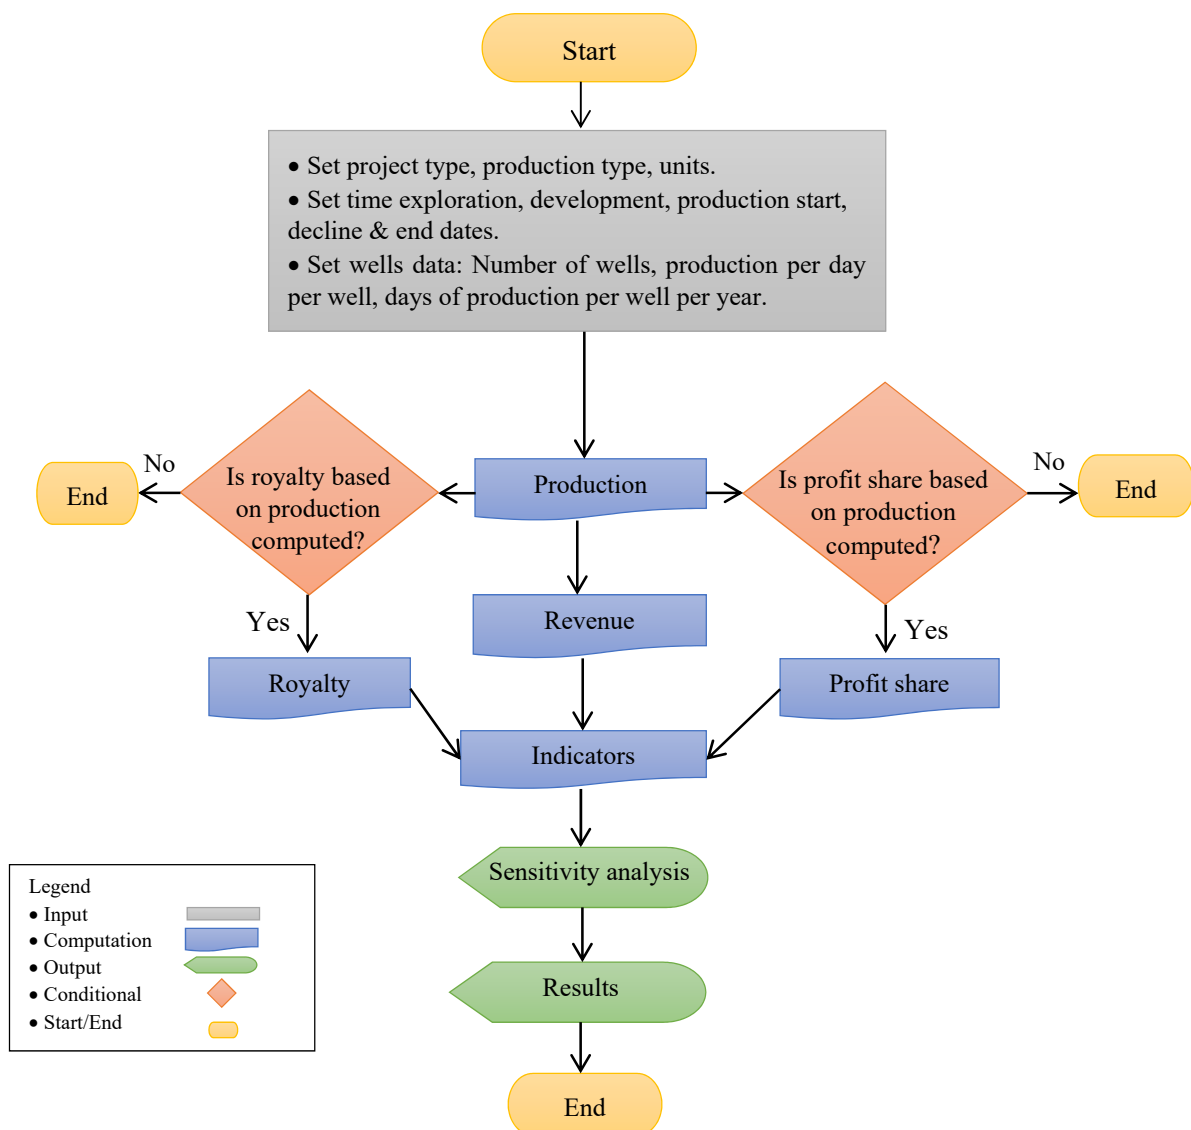 Start
• Set project type, production type, units.
• Set time exploration, development, production start,
decline & end dates.
• Set wells data: Number of wells, production per day
per well, days of production per well per year.
No
End
Is royalty based
on production
computed?
Production
Is profit share based
on production
computed?
No
End
Yes
Revenue
Yes
Royalty
Profit share
Indicators
Sensitivity analysis
Legend
• Input
• Computation
• Output
• Conditional
• Start/End
Results
End